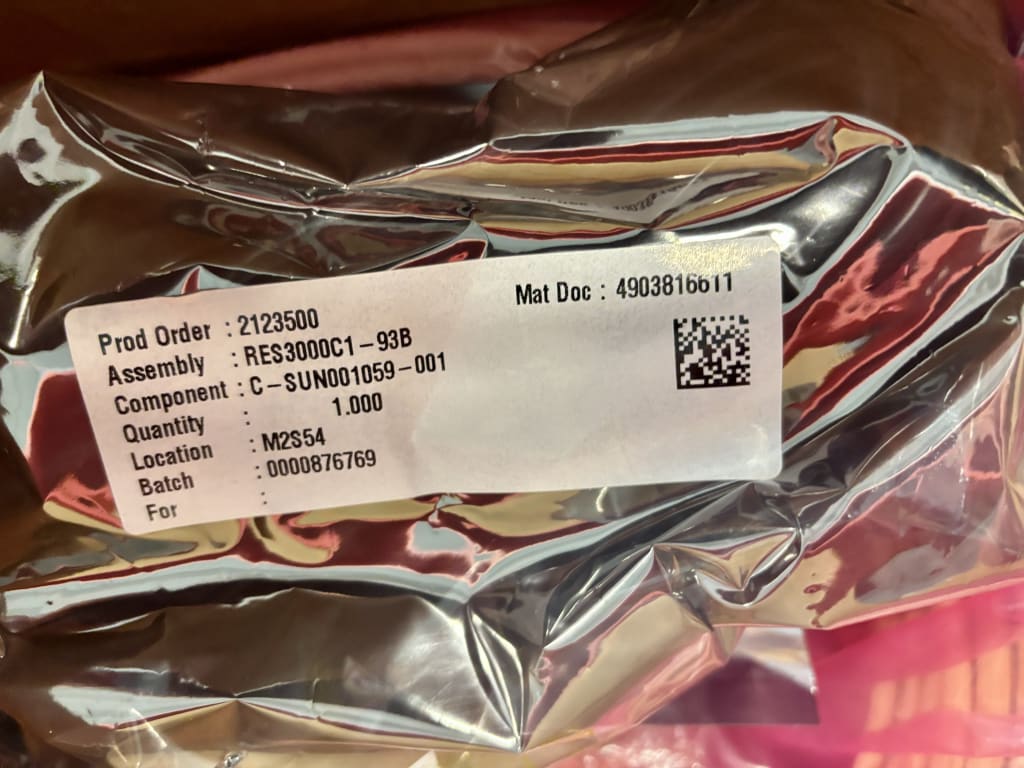 Mat Doc : 4903816611
Prod Order : 2123500
Assembly : RES3000C1-93B
Component : C-SUN001059-001
Quantity : 1.000
Location : M2S54
Batch : 0000876769
For :